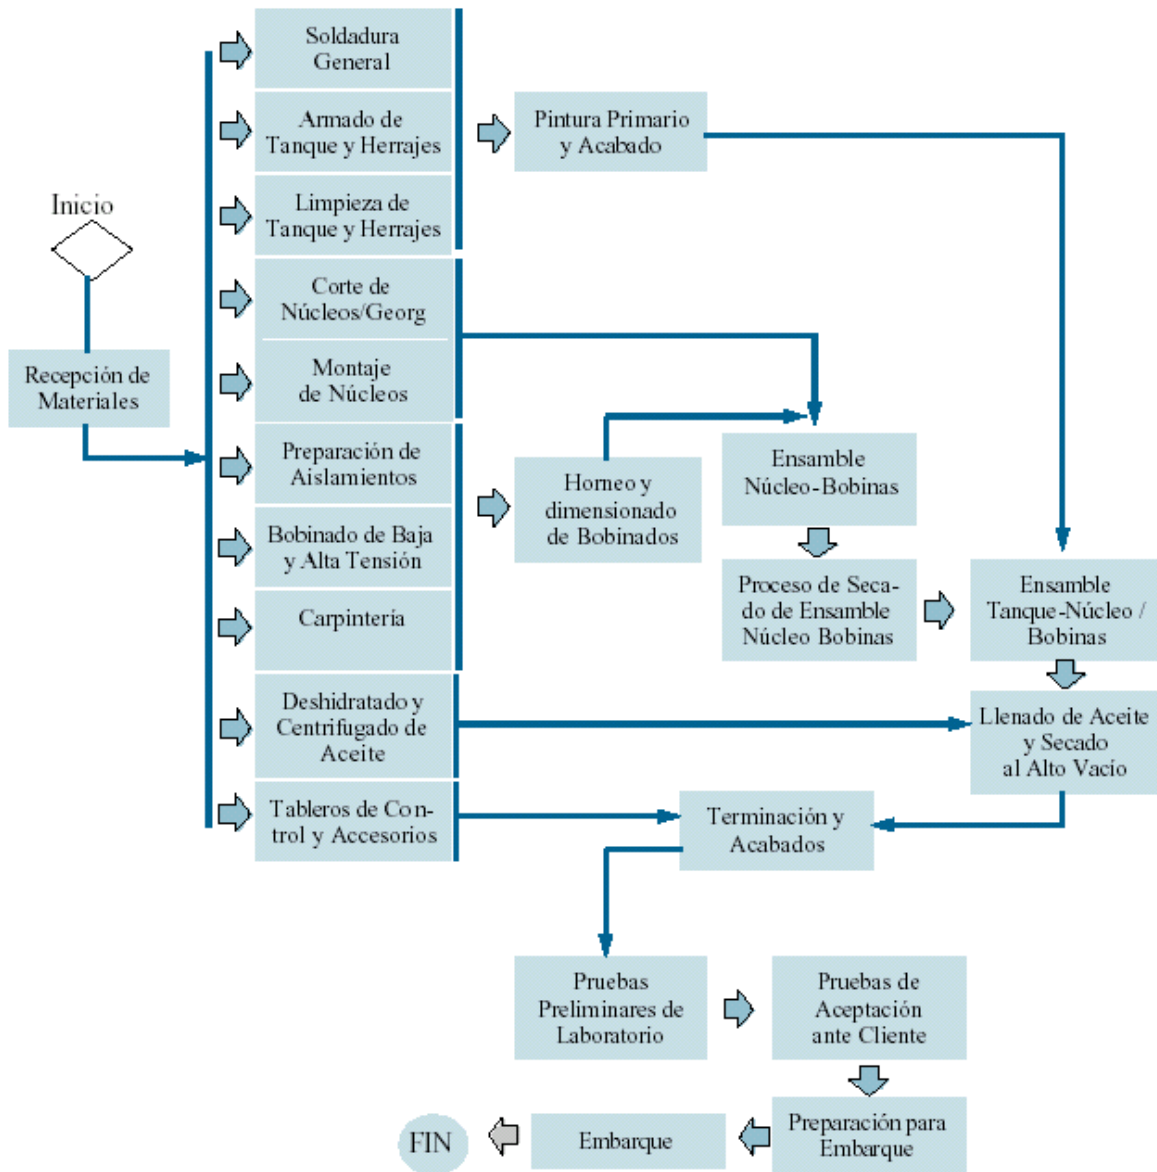 Inicio
Recepción de
Materiales
Soldadura
General
Armado de
Tanque y Herrajes
Limpieza de
Tanque y Herrajes
Corte de
Núcleos/Georg
Montaje
de Núcleos
Preparación de
Aislamientos
Bobinado de Baja
y Alta Tensión
Carpintería
Deshidratado y
Centrifugado de
Aceite
Tableros de Con-
trol y Accesorios
Pintura Primario
y Acabado
Horneo y
dimensionado
de Bobinados
Ensamble
Núcleo-Bobinas
Proceso de Seca-
do de Ensamble
Núcleo Bobinas
Ensamble
Tanque-Núcleo /
Bobinas
Llenado de Aceite
y Secado
al Alto Vacío
Terminación y
Acabados
Pruebas
Preliminares de
Laboratorio
Pruebas de
Aceptación
ante Cliente
Preparación para
Embarque
Embarque
FIN